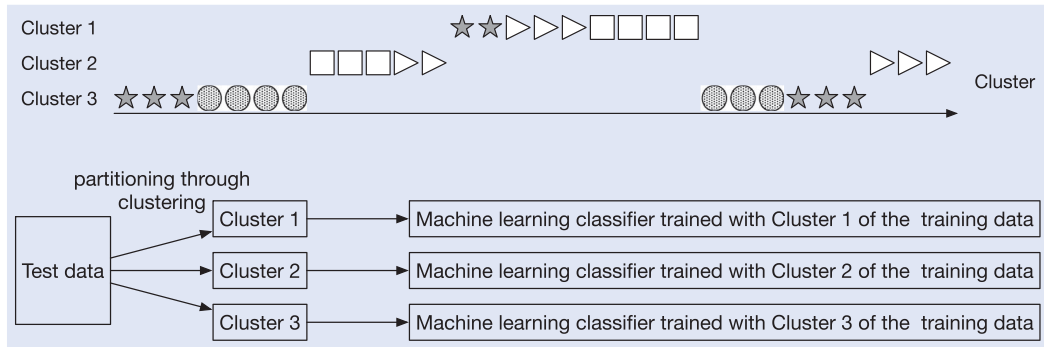 Cluster 1
Cluster 2
Cluster 3
Cluster
partitioning through
clustering
Test data
Cluster 1
Machine learning classifier trained with Cluster 1 of the training data
Cluster 2
Machine learning classifier trained with Cluster 2 of the training data
Cluster 3
Machine learning classifier trained with Cluster 3 of the training data